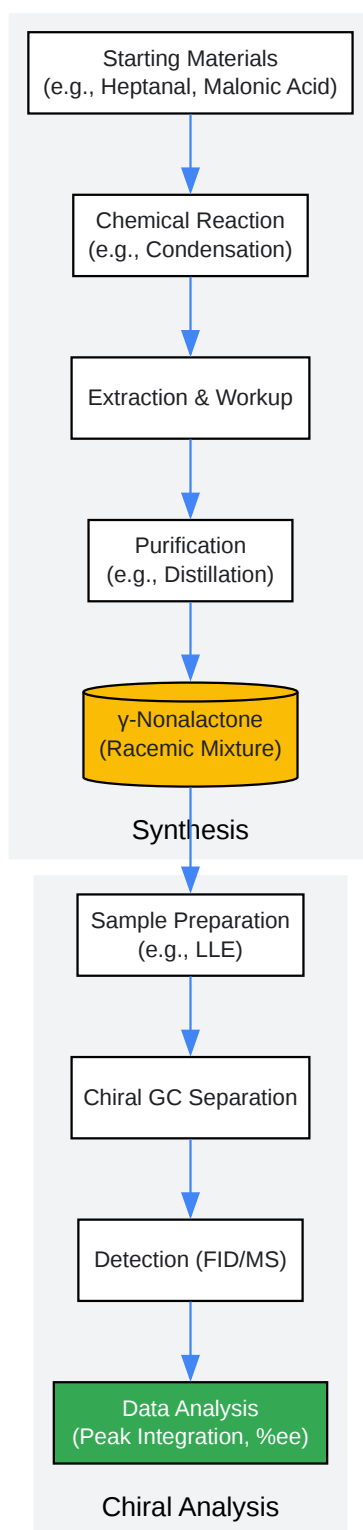 Starting Materials
(e.g., Heptanal, Malonic Acid)
Chemical Reaction
(e.g., Condensation)
Extraction & Workup
Purification
(e.g., Distillation)
γ-Nonalactone
(Racemic Mixture)
Synthesis
Sample Preparation
(e.g., LLE)
Chiral GC Separation
Detection (FID/MS)
Data Analysis
(Peak Integration, %ee)
Chiral Analysis